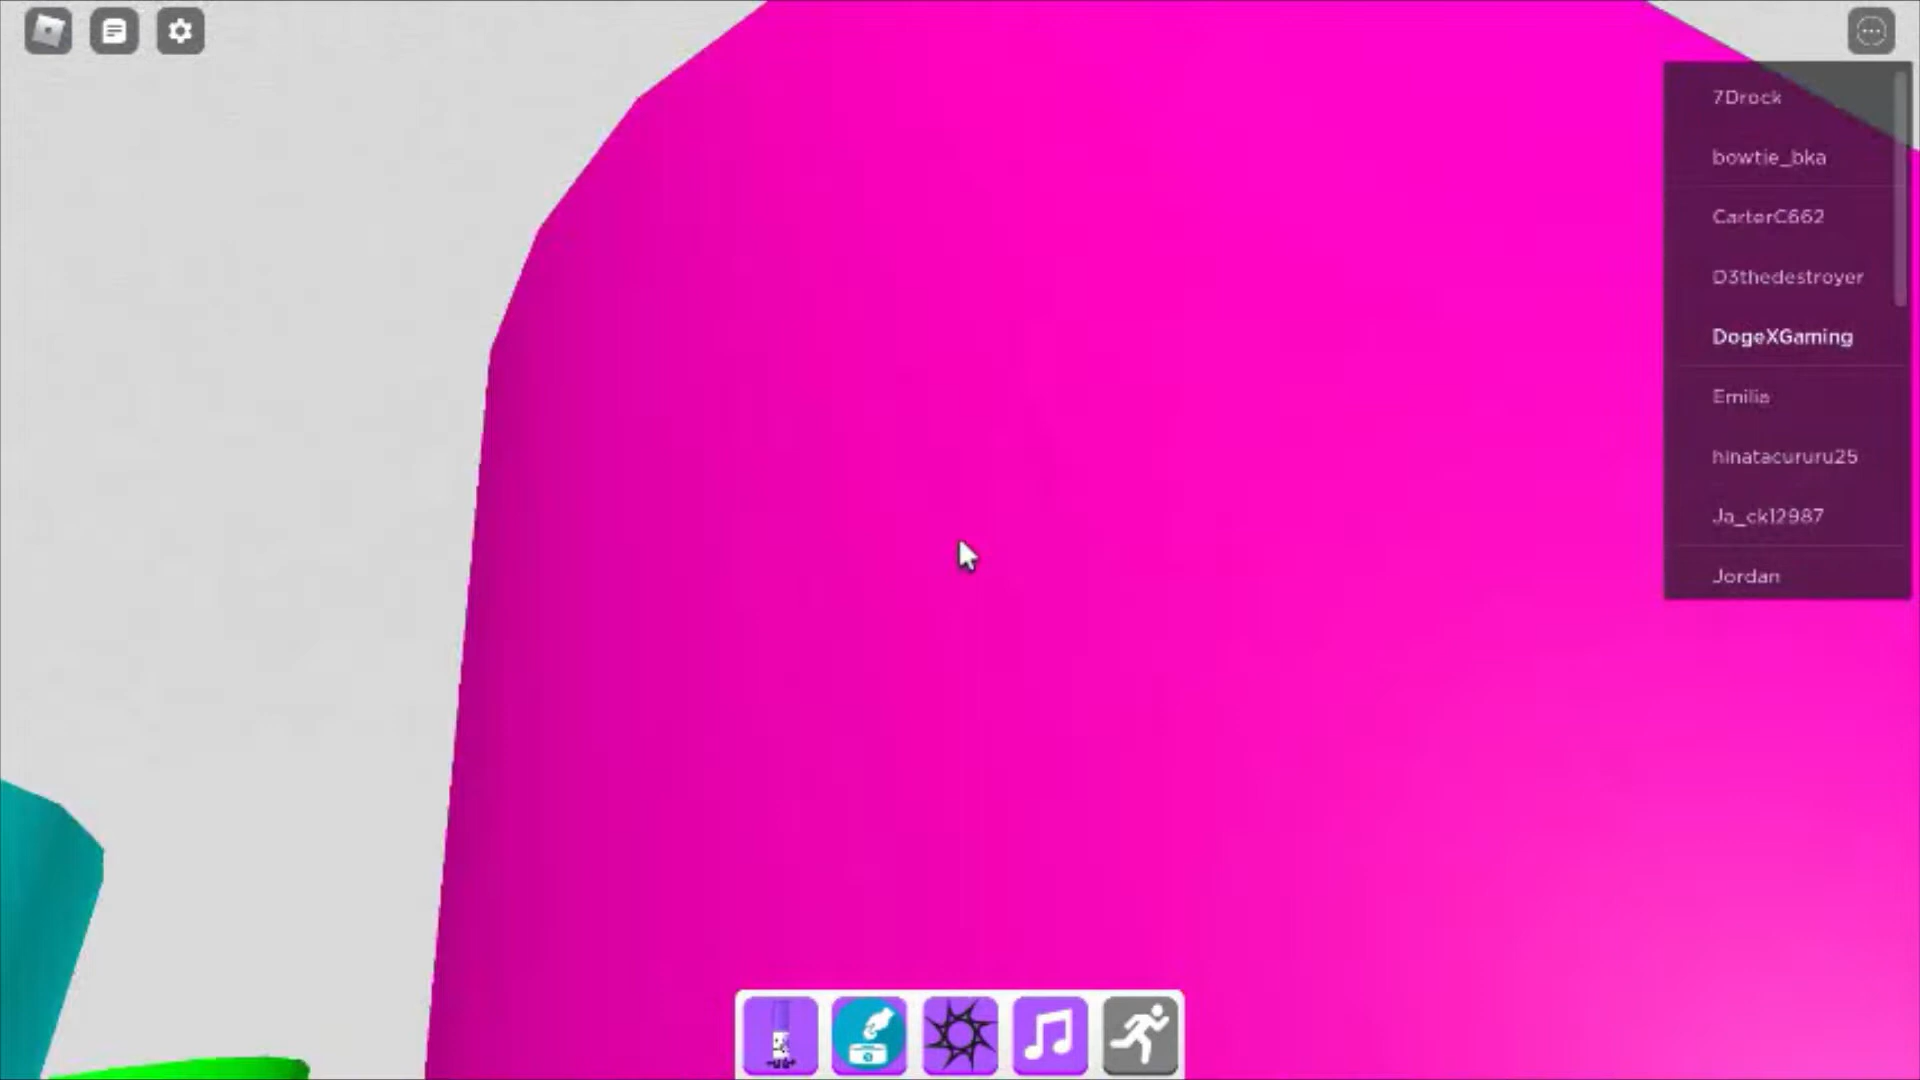 7Drock
bowtie_bka
CarterC662
D3thedestroyer
DogeXGaming
Emilia
hinatacururu25
Ja_ck12987
Jordan